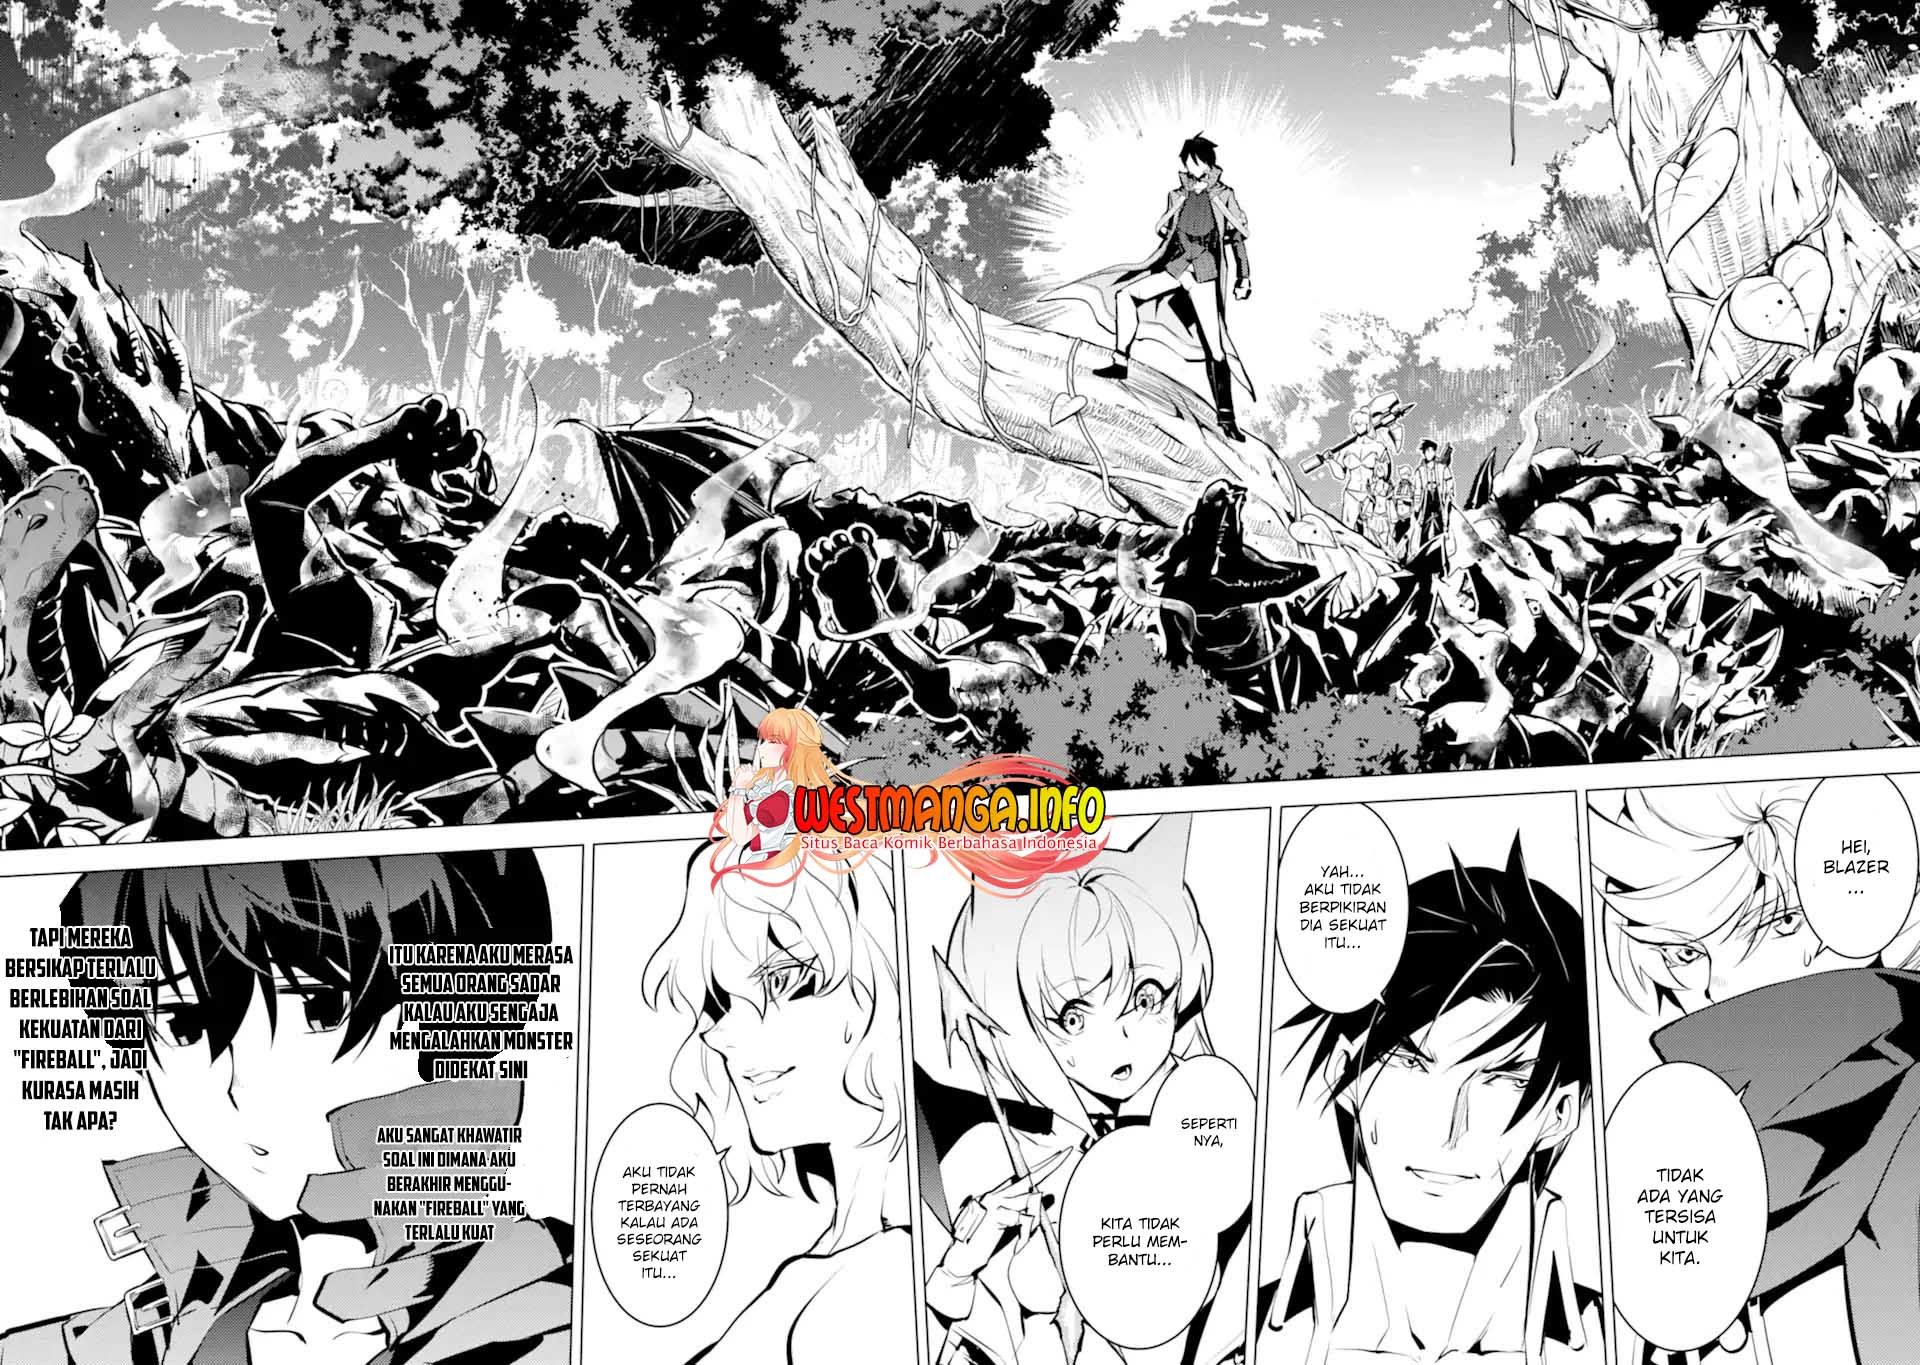 WESTMANGA.INFO
Situs Baca Komik Berbahasa Indonesia
HEI,
BLAZER
...
TIDAK
ADA YANG
TERSISA
UNTUK
KITA.
YAH...
AKU TIDAK
BERPIKIRAN
DIA SEKUAT
ITU...
SEPERTI
NYA,
KITA TIDAK
PERLU MEM-
BANTU...
AKU TIDAK
PERNAH
TERBAYANG
KALAU ADA
SESEORANG
SEKUAT
ITU...
ITU KARENA AKU MERASA
SEMUA ORANG SADAR
KALAU AKU SENGAJA
MENGALAHKAN MONSTER
DIDEKAT SINI
AKU SANGAT KHAWATIR
SOAL INI DIMANA AKU
BERAKHIR MENGGU-
NAKAN "FIREBALL" YANG
TERLALU KUAT
TAPI MEREKA
BERSIKAP TERLALU
BERLEBIHAN SOAL
KEKUATAN DARI
"FIREBALL", JADI
KURASA MASIH
TAK APA?